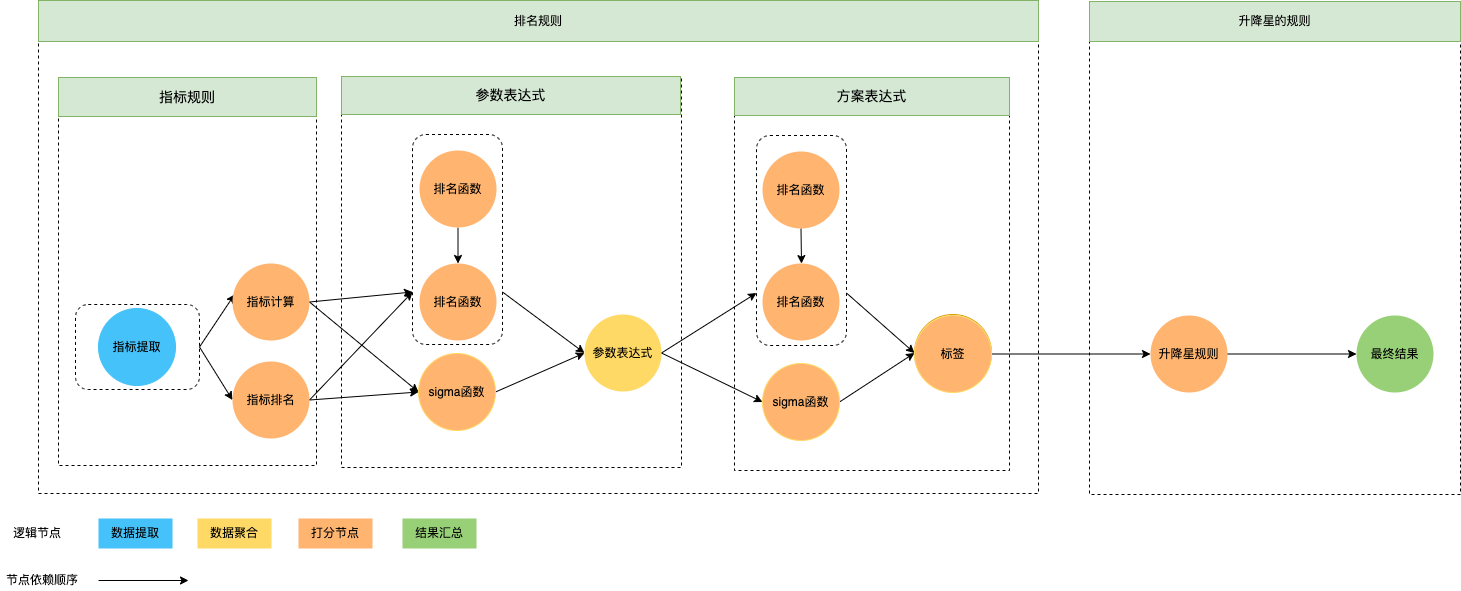 排名规则
升降星的规则
指标规则
参数表达式
方案表达式
排名函数
排名函数
指标计算
排名函数
排名函数
指标提取
参数表达式
标签
升降星规则
最终结果
指标排名
sigma函数
sigma函数
逻辑节点
数据提取
数据聚合
打分节点
结果汇总
节点依赖顺序